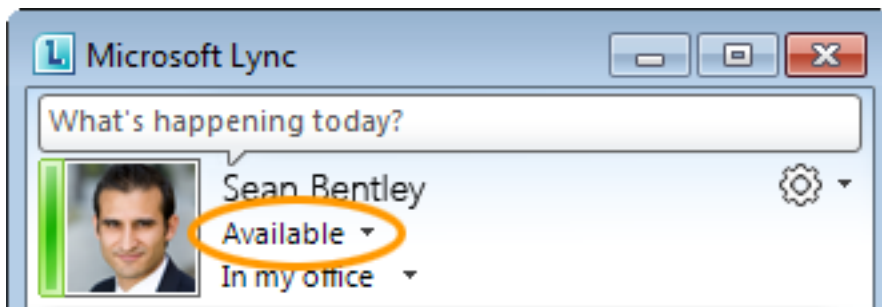 Microsoft Lync
What's happening today?
Sean Bentley
Available
In my office